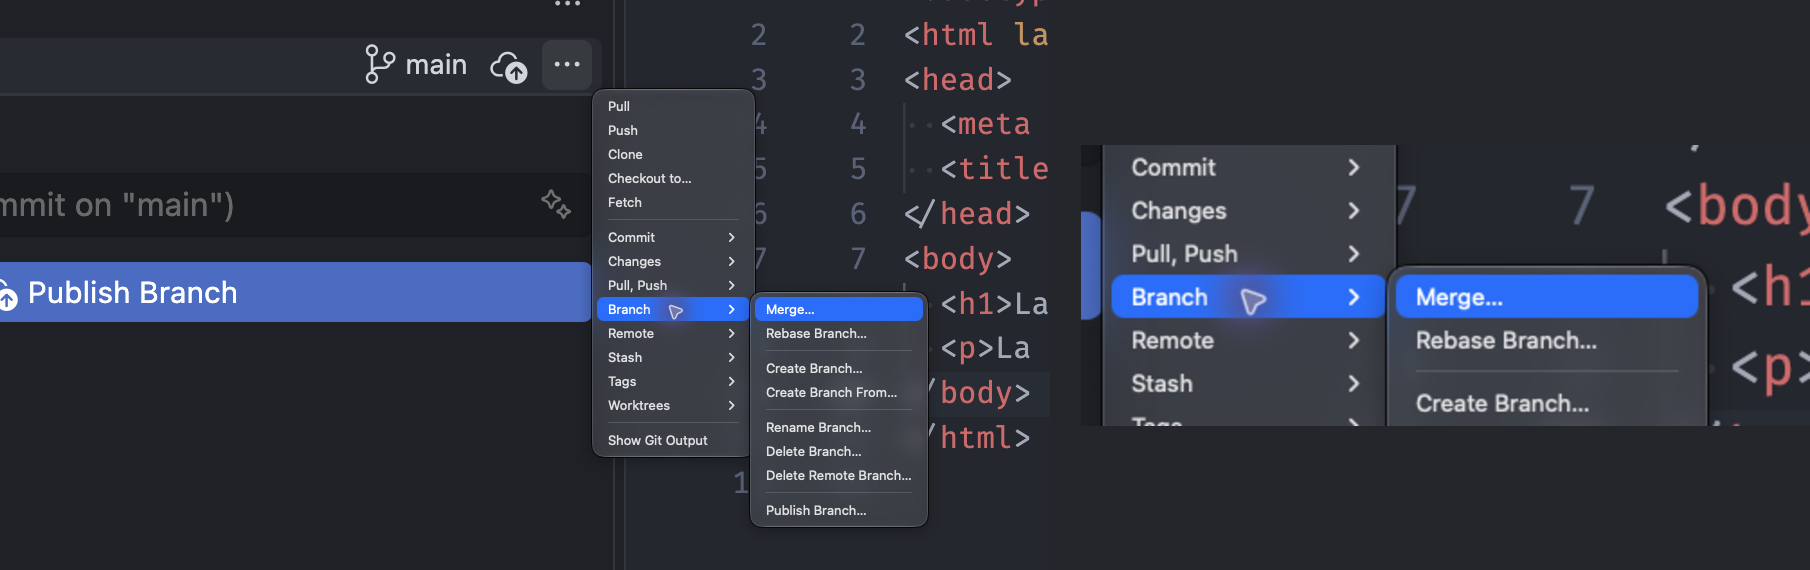 main
mmit on "main")
Publish Branch
Pull
Push
Clone
Checkout to...
Fetch
Commit
Changes
Pull, Push
Branch
Remote
Stash
Tags
Worktrees
Show Git Output
Merge...
Rebase Branch...
Create Branch...
Create Branch From...
Rename Branch...
Delete Branch...
Delete Remote Branch...
Publish Branch...
2 2 <html la
3 3 <head>
4 4 <meta
5 5 <title
6 6 </head>
7 7 <body>
<h1>La
<p>La
/body>
/html>
1
Commit
Changes
Pull, Push
Branch
Remote
Stash
Tags
Merge...
Rebase Branch...
Create Branch...
7 7 <body
<h1
<p>